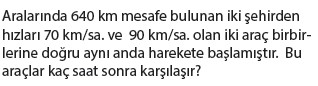 Aralarında 640 km mesafe bulunan iki şehirden
hızları 70 km/sa. ve 90 km/sa. olan iki araç birbir-
lerine doğru aynı anda harekete başlamıştır. Bu
araçlar kaç saat sonra karşılaşır?